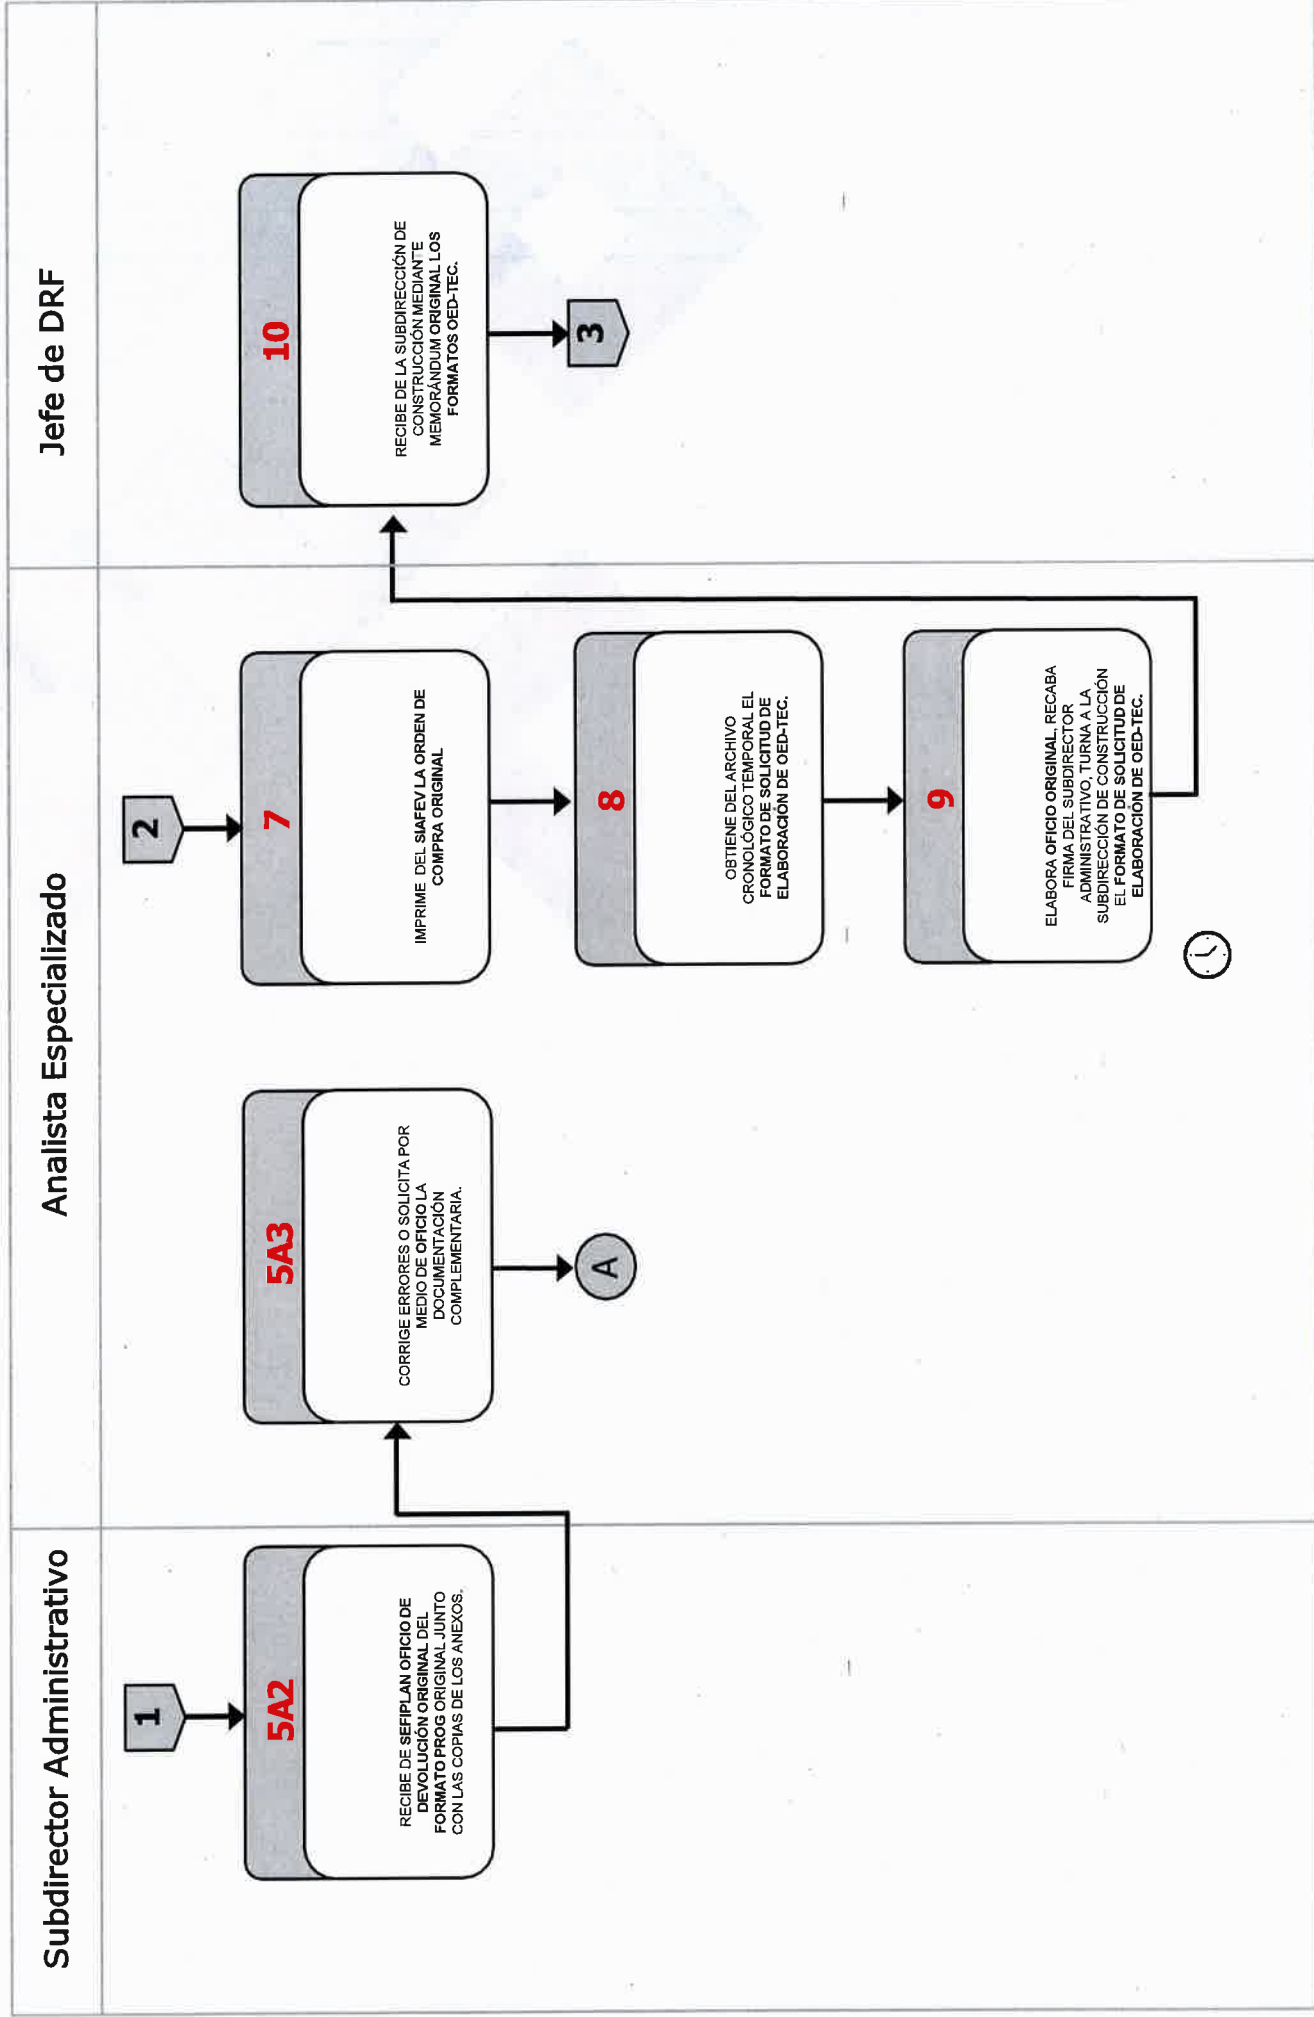 Subdirector Administrativo
Analista Especializado
Jefe de DRF
1
5A2
RECIBE DE SEFIPLAN OFICIO DE
DEVOLUCIÓN ORIGINAL DEL
FORMATO PROG ORIGINAL JUNTO
CON LAS COPIAS DE LOS ANEXOS.
5A3
CORRIGE ERRORES O SOLICITA POR
MEDIO DE OFICIO LA
DOCUMENTACIÓN
COMPLEMENTARIA.
A
2
7
IMPRIME DEL SIAFEV LA ORDEN DE
COMPRA ORIGINAL
8
OBTIENE DEL ARCHIVO
CRONOLÓGICO TEMPORAL EL
FORMATO DE SOLICITUD DE
ELABORACIÓN DE OED-TEC.
9
ELABORA OFICIO ORIGINAL, RECABA
FIRMA DEL SUBDIRECTOR
ADMINISTRATIVO, TURNA A LA
SUBDIRECCIÓN DE CONSTRUCCIÓN
EL FORMATO DE SOLICITUD DE
ELABORACIÓN DE OED-TEC.
10
RECIBE DE LA SUBDIRECCIÓN DE
CONSTRUCCIÓN MEDIANTE
MEMORÁNDUM ORIGINAL LOS
FORMATOS OED-TEC.
3